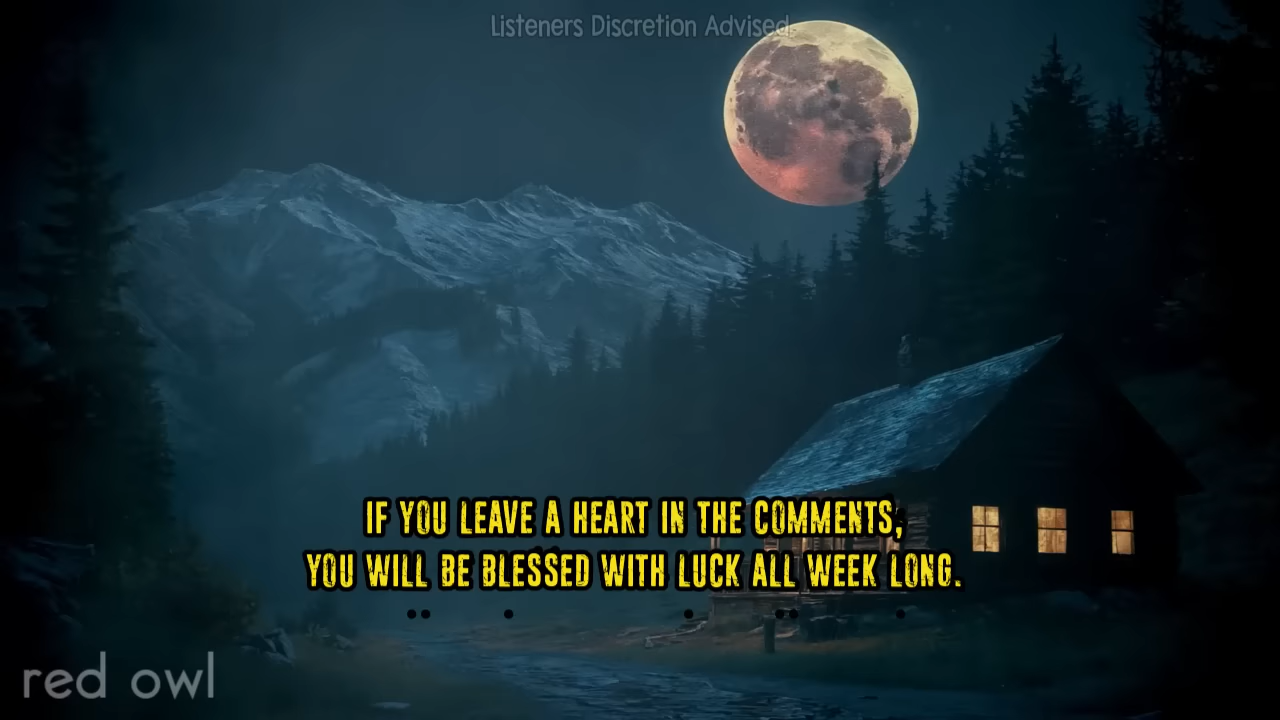 Listeners Discretion Advised.
IF YOU LEAVE A HEART IN THE COMMENTS,
YOU WILL BE BLESSED WITH LUCK ALL WEEK LONG.
red owl